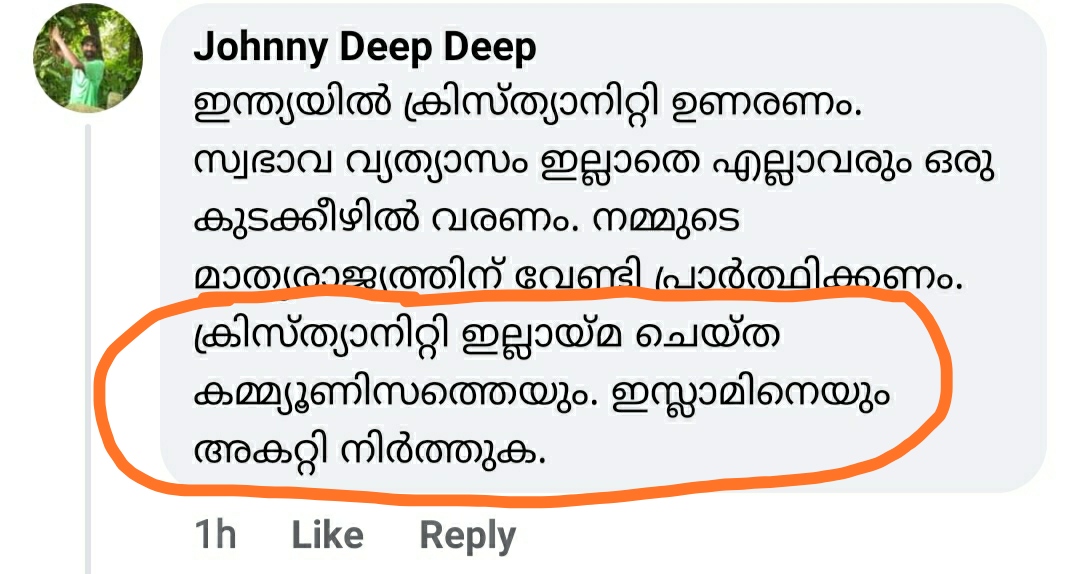 Johnny Deep Deep
ഇന്ത്യയിൽ ക്രിസ്ത്യാനിറ്റി ഉണരണം.
സ്വഭാവ വ്യത്യാസം ഇല്ലാതെ എല്ലാവരും ഒരു
കുടക്കീഴിൽ വരണം. നമ്മുടെ
മാതൃരാജ്യത്തിന് വേണ്ടി പ്രാർത്ഥിക്കണം.
ക്രിസ്ത്യാനിറ്റി ഇല്ലായ്മ ചെയ്ത
കമ്മ്യൂണിസത്തെയും. ഇസ്ലാമിനെയും
അകറ്റി നിർത്തുക.
1h Like Reply